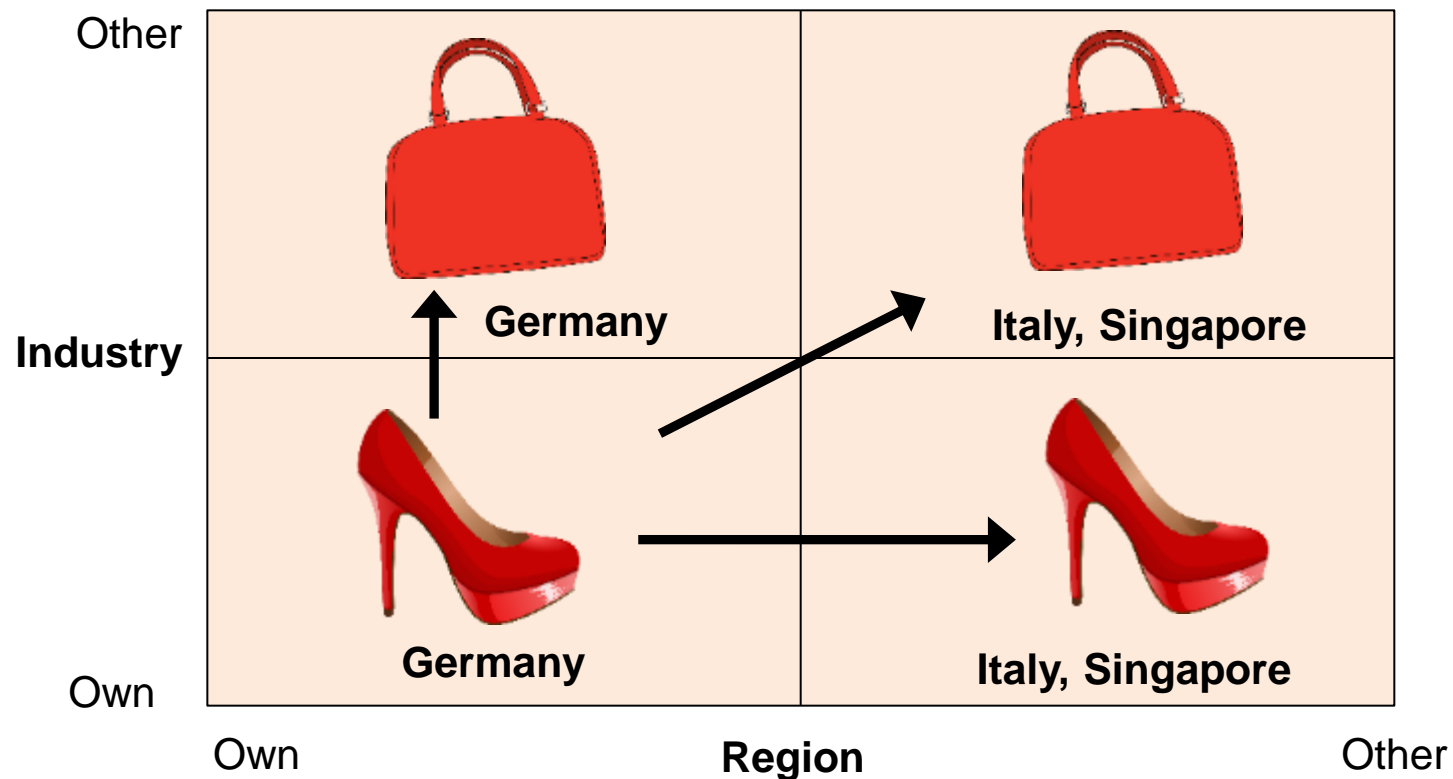 Other
Germany
Italy, Singapore
Industry
Germany
Italy, Singapore
Own
Own
Region
Other